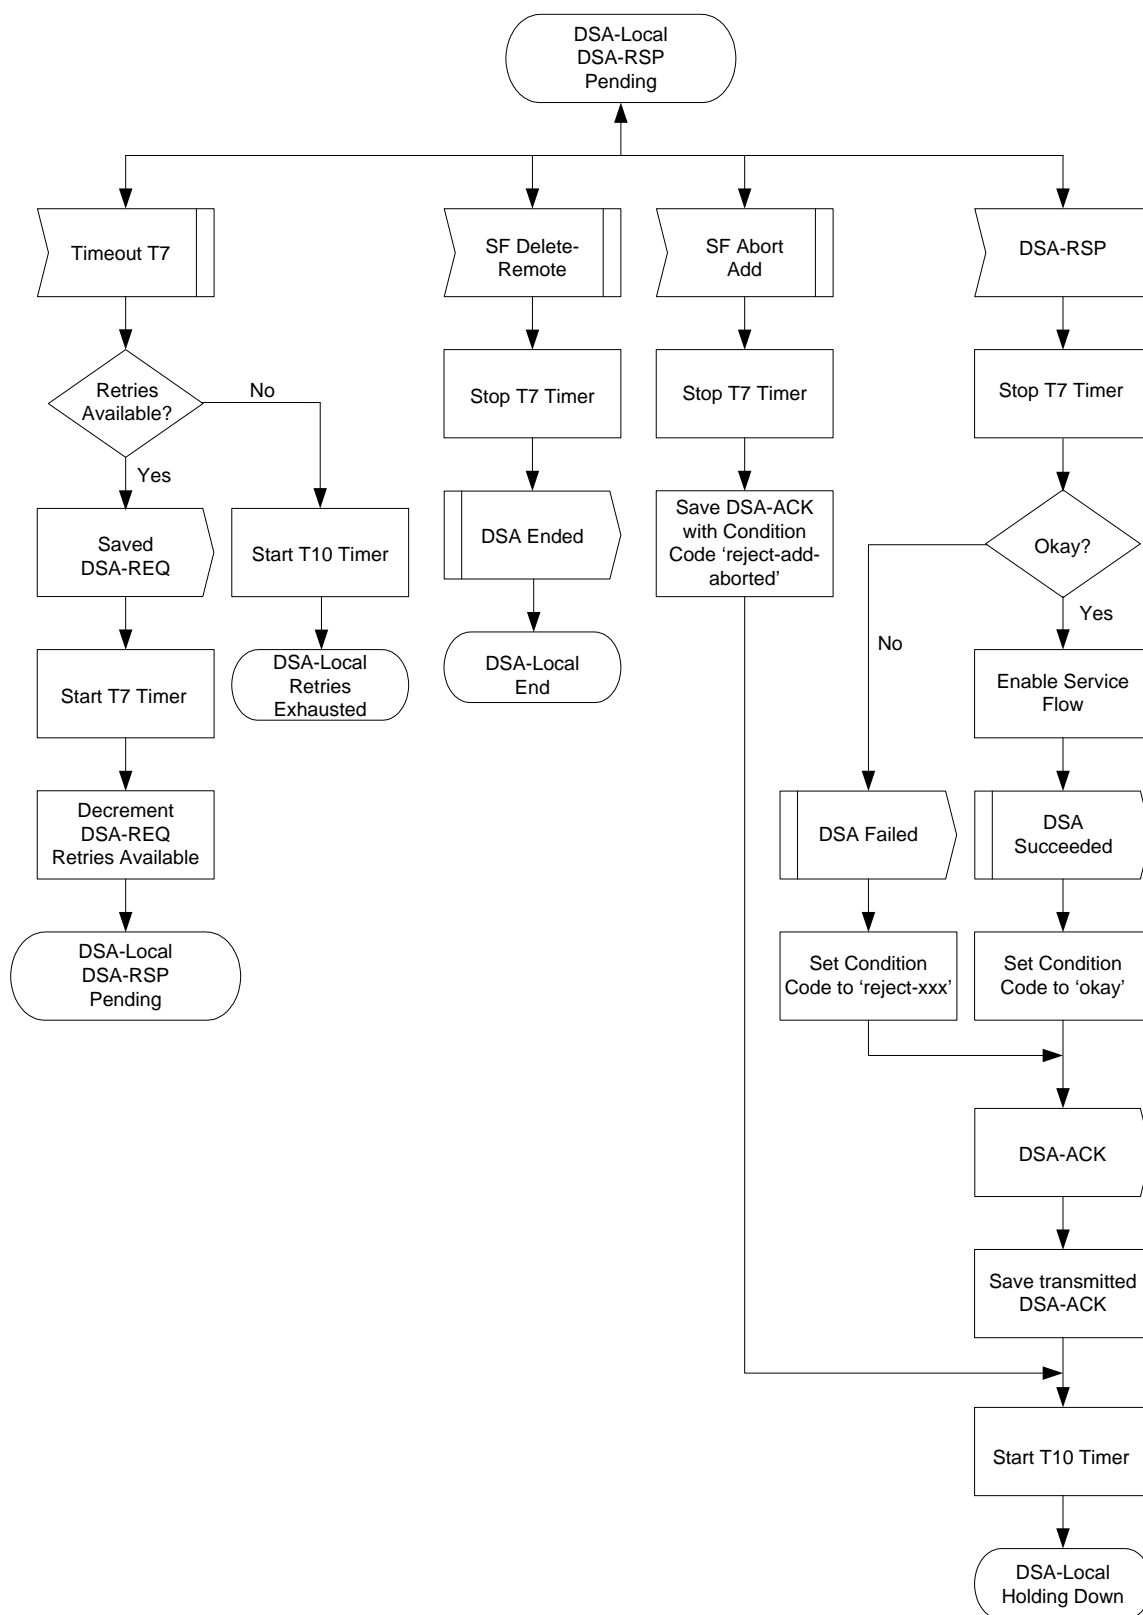 DSA-Local
DSA-RSP
Pending
Timeout T7
SF Delete-
Remote
SF Abort
Add
DSA-RSP
Retries
Available?
No
Yes
Stop T7 Timer
Stop T7 Timer
Stop T7 Timer
Saved
DSA-REQ
Start T10 Timer
DSA Ended
Save DSA-ACK
with Condition
Code ‘reject-add-
aborted’
Okay?
No
Yes
Start T7 Timer
DSA-Local
Retries
Exhausted
DSA-Local
End
Enable Service
Flow
Decrement
DSA-REQ
Retries Available
DSA Failed
DSA
Succeeded
DSA-Local
DSA-RSP
Pending
Set Condition
Code to ‘reject-xxx’
Set Condition
Code to ‘okay’
DSA-ACK
Save transmitted
DSA-ACK
Start T10 Timer
DSA-Local
Holding Down